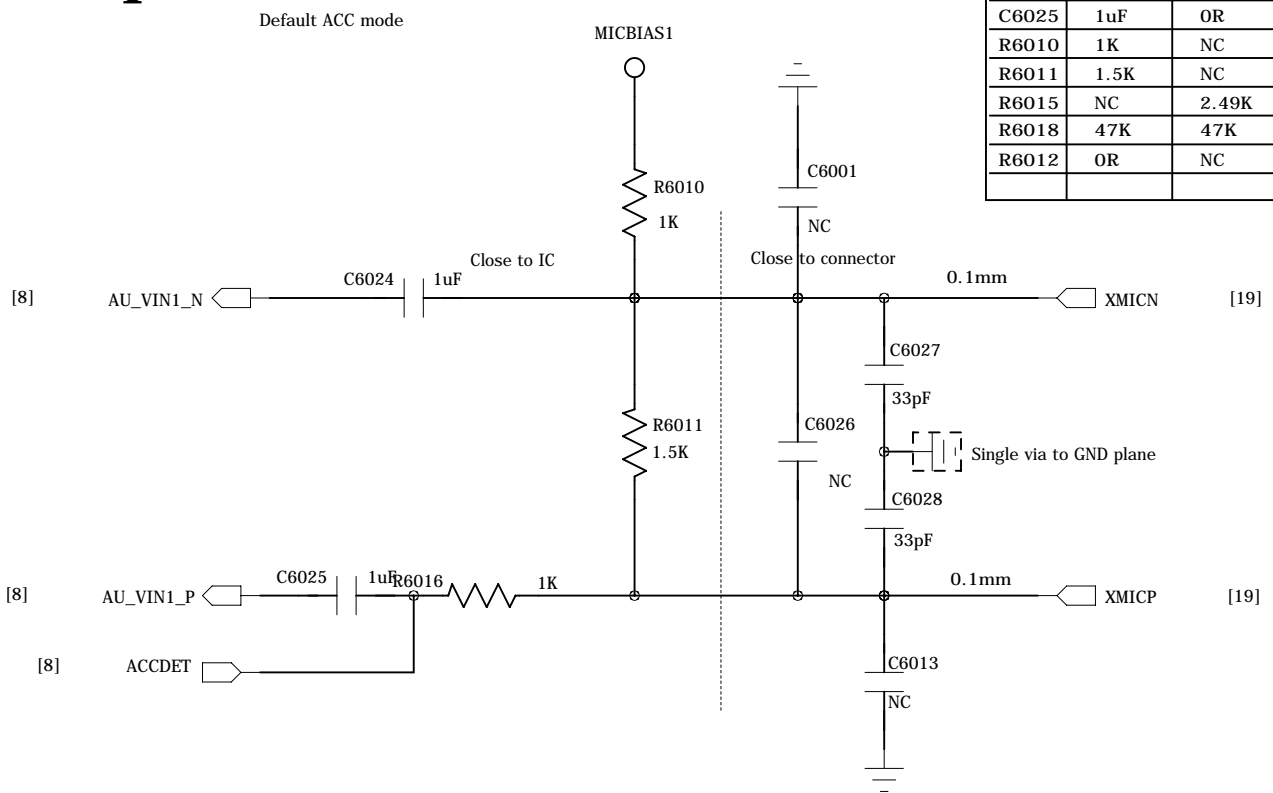 Default ACC mode
MICBIAS1
C6025 1uF 0R
R6010 1K NC
R6011 1.5K NC
R6015 NC 2.49K
R6018 47K 47K
R6012 0R NC
C6001
NC
R6010
1K
Close to IC
Close to connector
C6024 1uF
0.1mm
[8] AU_VIN1_N
XMICN [19]
C6027
33pF
R6011
1.5K
C6026
NC
Single via to GND plane
C6028
33pF
C6025 1uF R6016 1K
0.1mm
[8] AU_VIN1_P
XMICP [19]
[8] ACCDET
C6013
NC